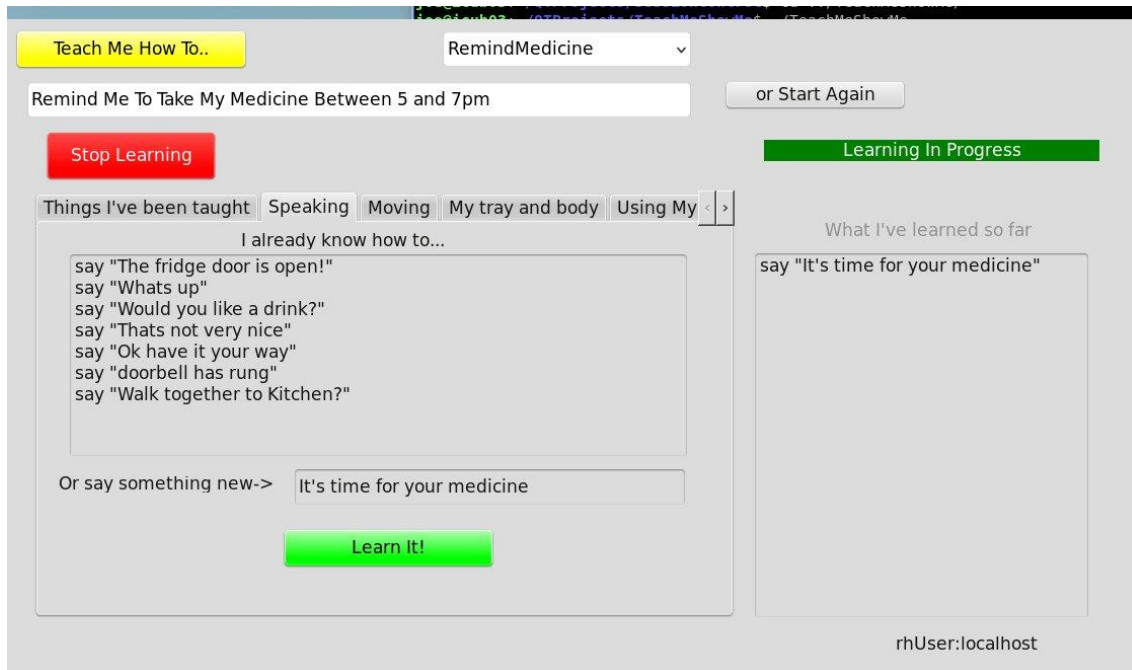 Teach Me How To..
RemindMedicine
Remind Me To Take My Medicine Between 5 and 7pm
or Start Again
Stop Learning
Learning In Progress
Things I've been taught
Speaking
Moving
My tray and body
Using My
What I've learned so far
I already know how to...
say "The fridge door is open!"
say "Whats up"
say "Would you like a drink?"
say "Thats not very nice"
say "Ok have it your way"
say "doorbell has rung"
say "Walk together to Kitchen?"
say "It's time for your medicine"
Or say something new->
It's time for your medicine
Learn It!
rhUser:localhost